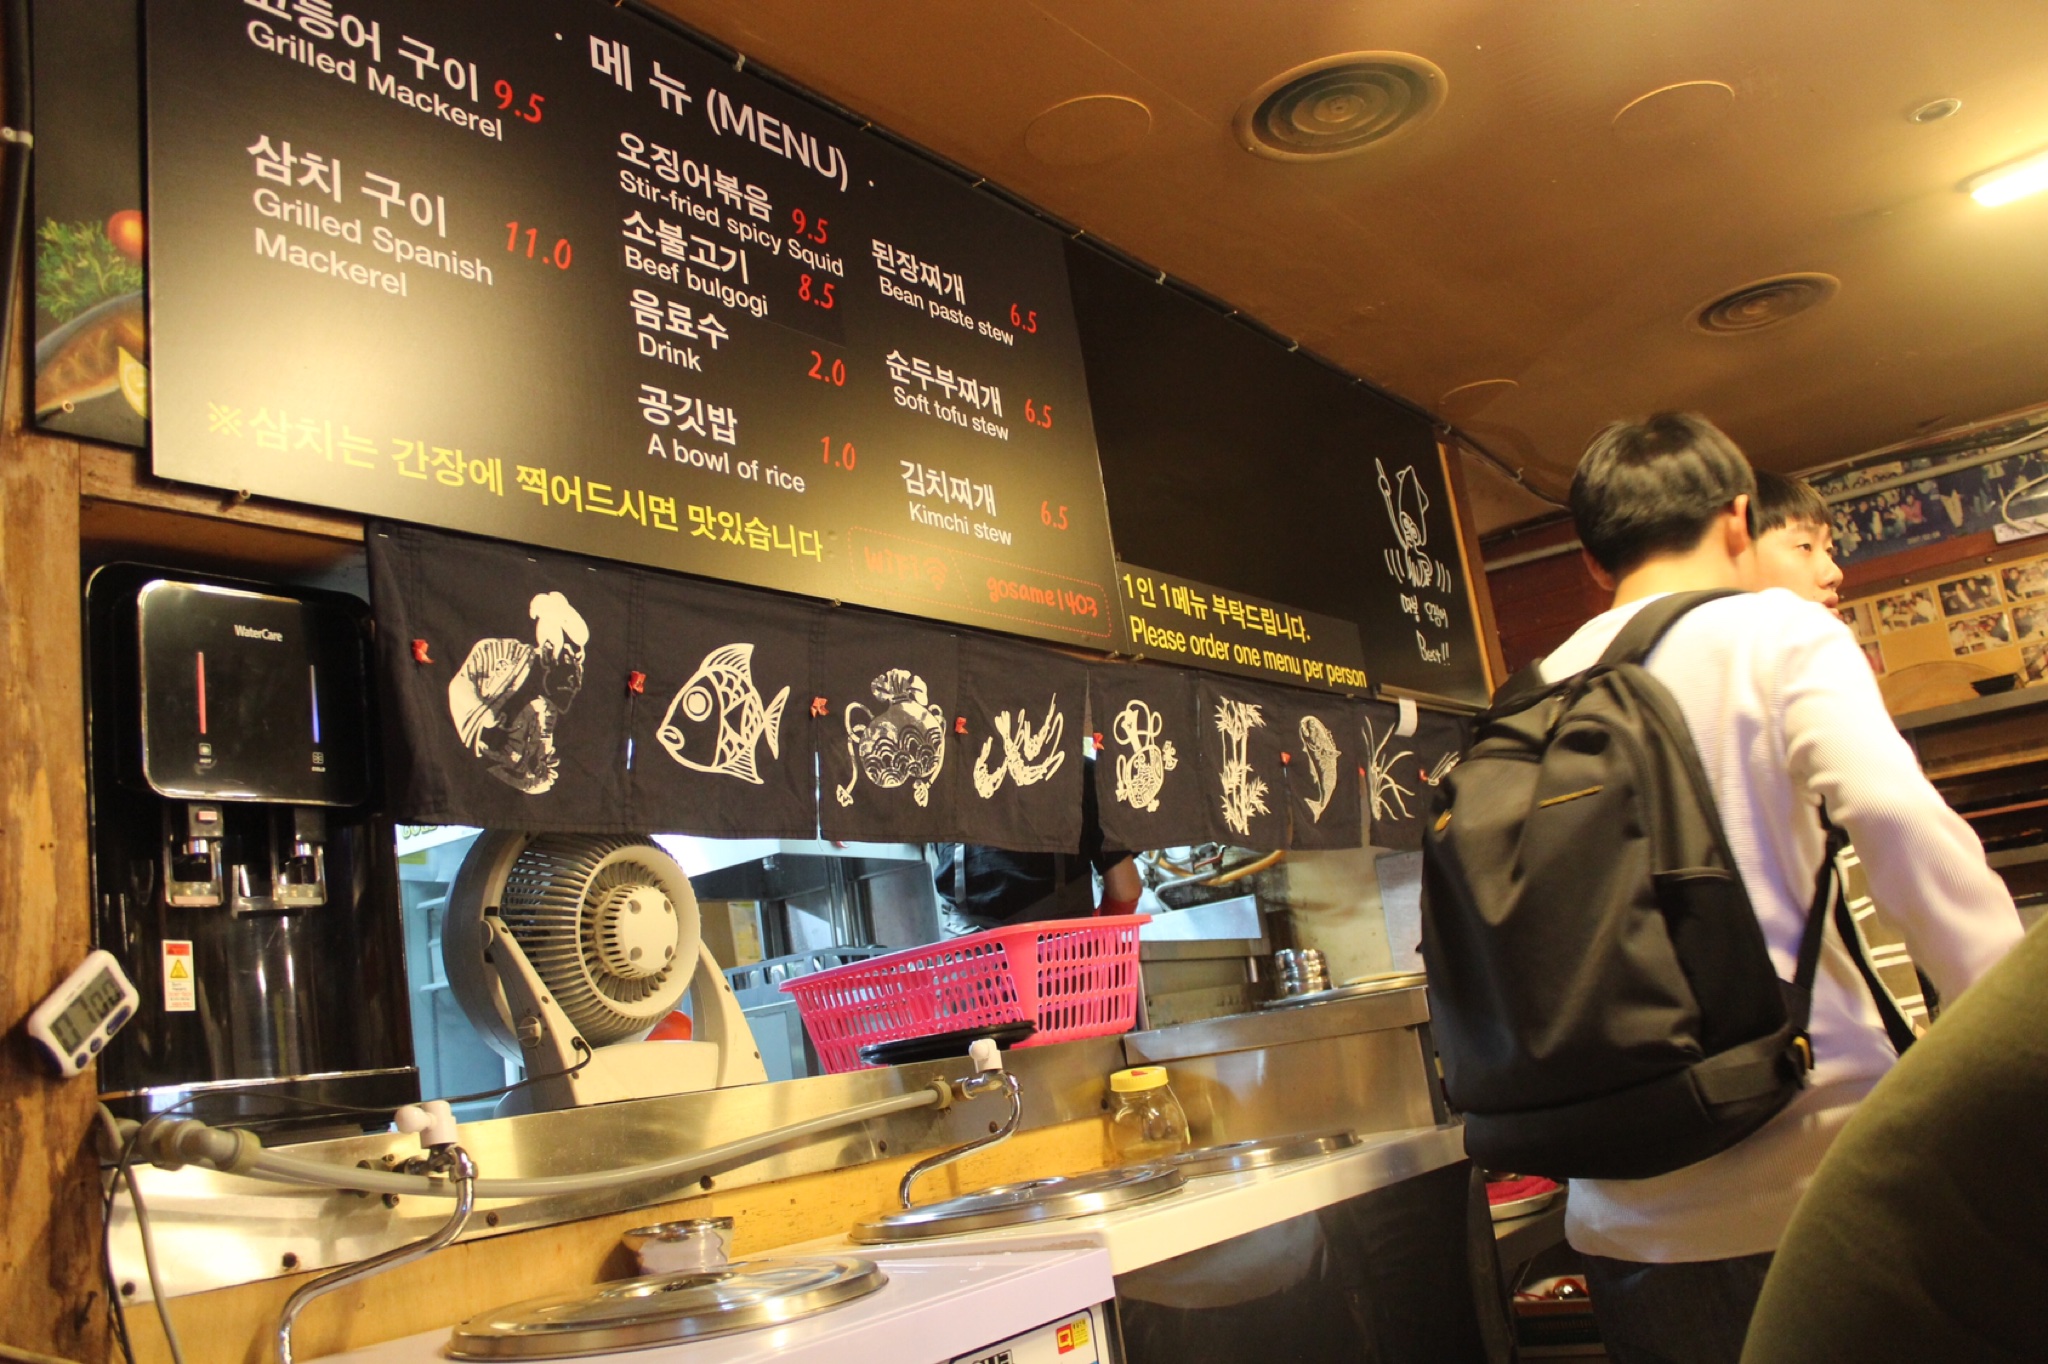 고등어 구이 9.5
Grilled Mackerel
삼치 구이 11.0
Grilled Spanish
Mackerel
· 메 뉴 (MENU) ·
오징어볶음 9.5
Stir-fried spicy Squid
소불고기 8.5
Beef bulgogi
음료수 2.0
Drink
공깃밥 1.0
A bowl of rice
된장찌개 6.5
Bean paste stew
순두부찌개 6.5
Soft tofu stew
김치찌개 6.5
Kimchi stew
※삼치는 간장에 찍어드시면 맛있습니다
WiFi gosame1403
1인 1메뉴 부탁드립니다.
Please order one menu per person
Best!!
WaterCare